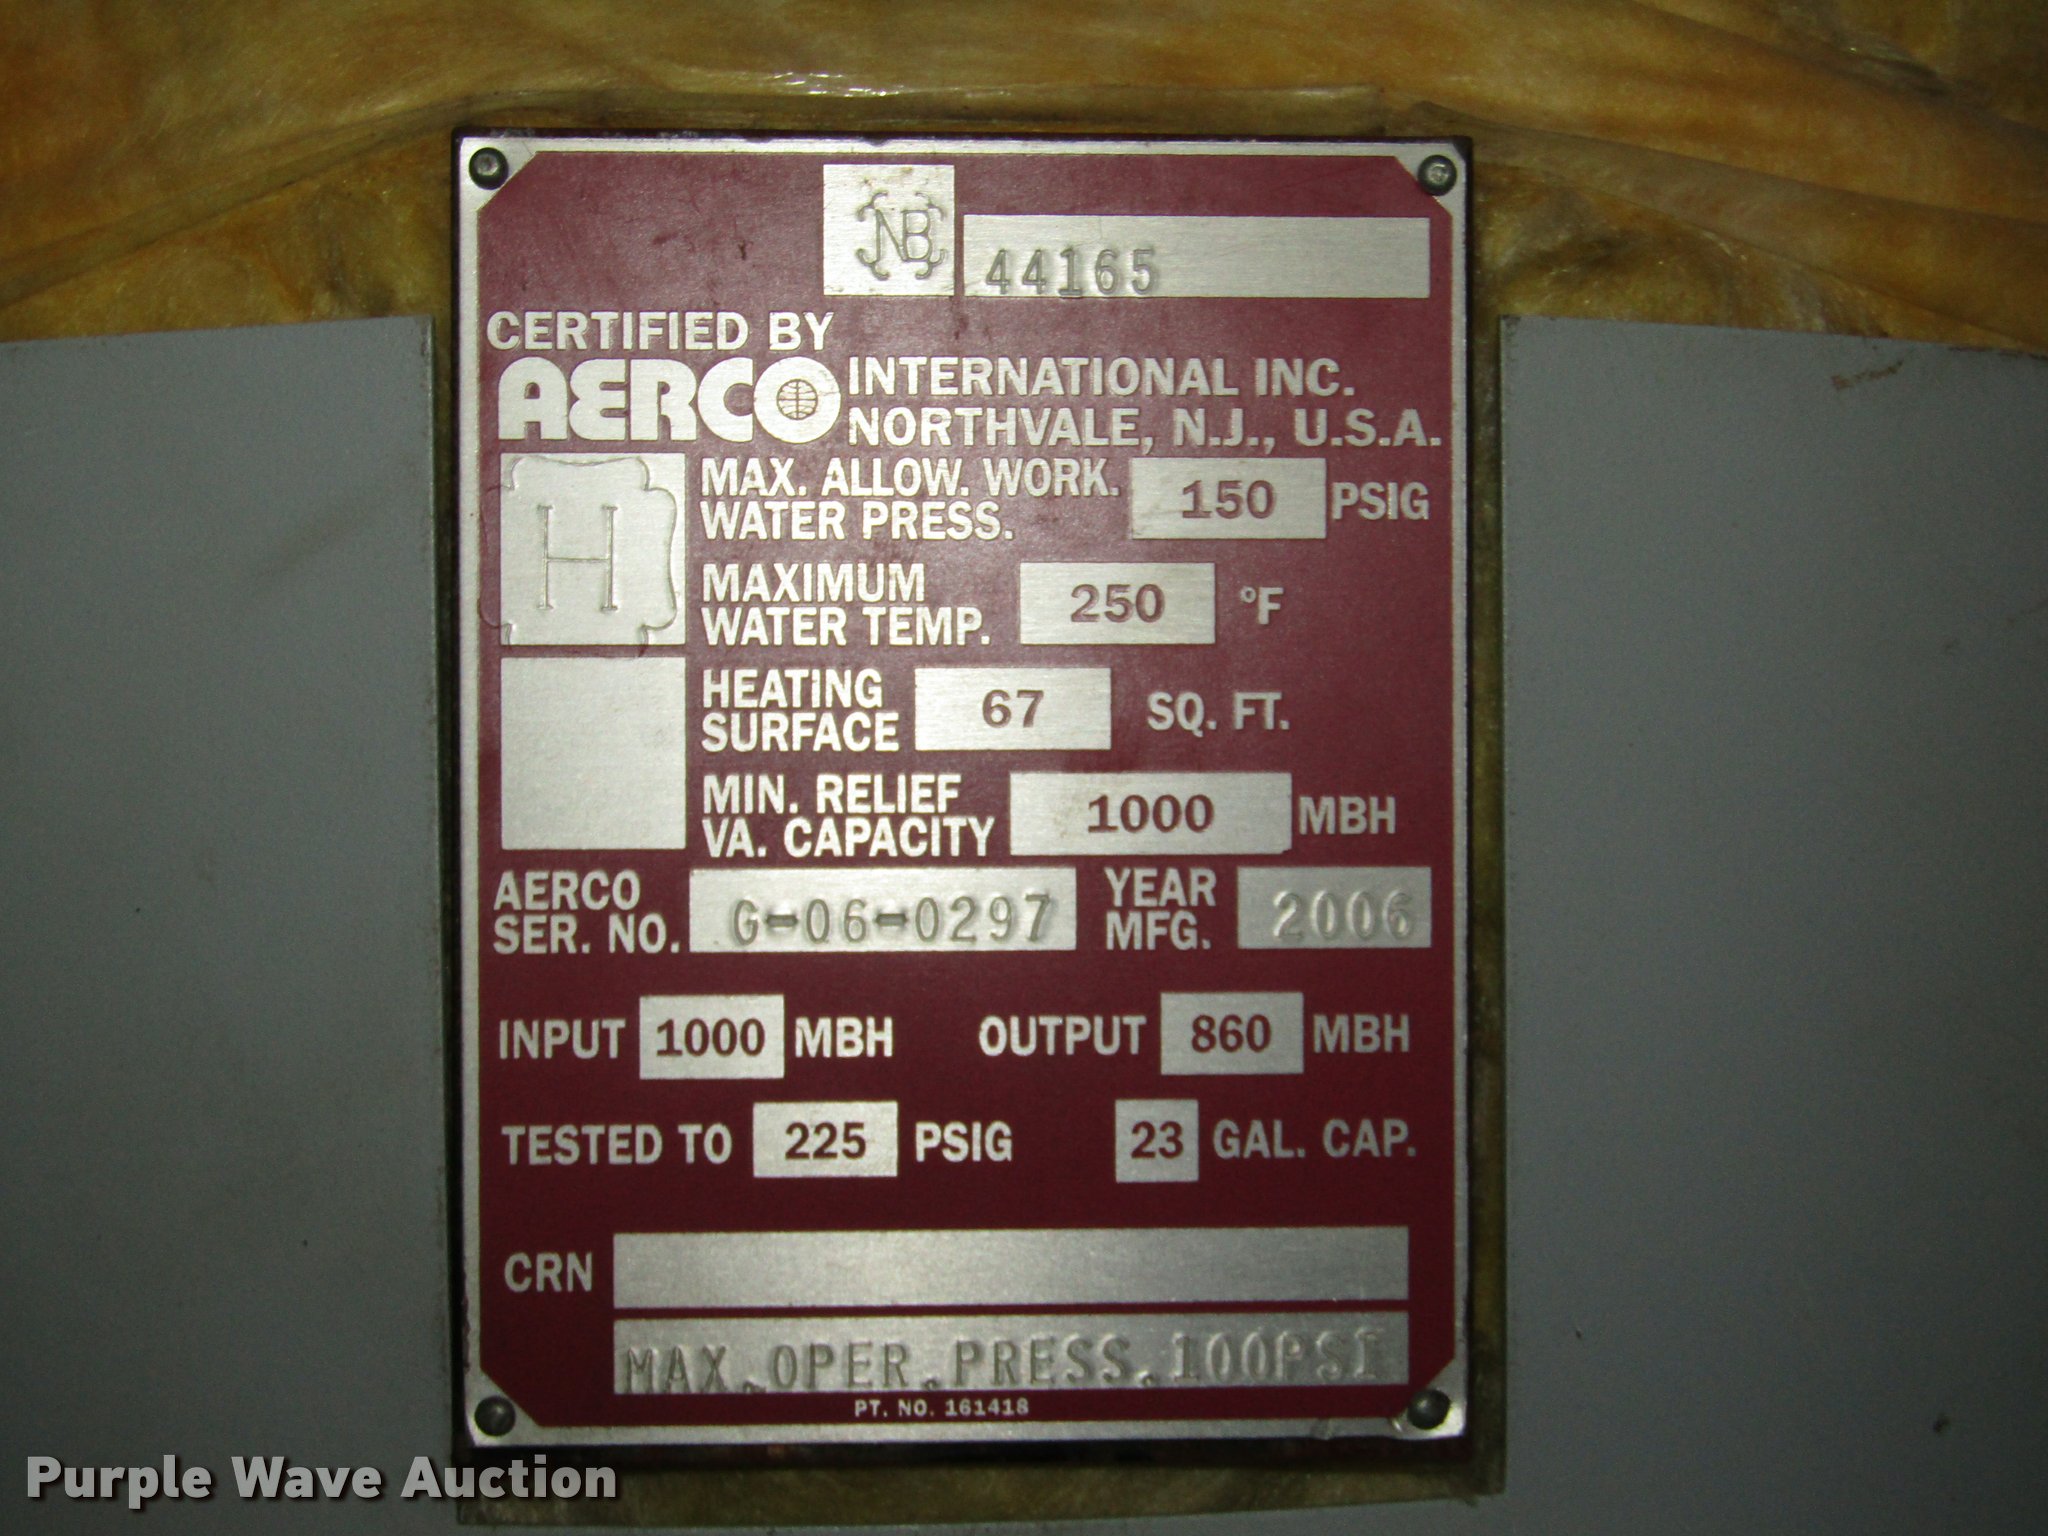 NB 44165
CERTIFIED BY
AERCO INTERNATIONAL INC.
NORTHVALE, N.J., U.S.A.
H
MAX. ALLOW. WORK.
WATER PRESS. 150 PSIG
MAXIMUM
WATER TEMP. 250 °F
HEATING
SURFACE 67 SQ. FT.
MIN. RELIEF
VA. CAPACITY 1000 MBH
AERCO
SER. NO. G-06-0297
YEAR
MFG. 2006
INPUT 1000 MBH OUTPUT 860 MBH
TESTED TO 225 PSIG 23 GAL. CAP.
CRN
MAX.OPER.PRESS.100PSI
PT. NO. 161418
Purple Wave Auction